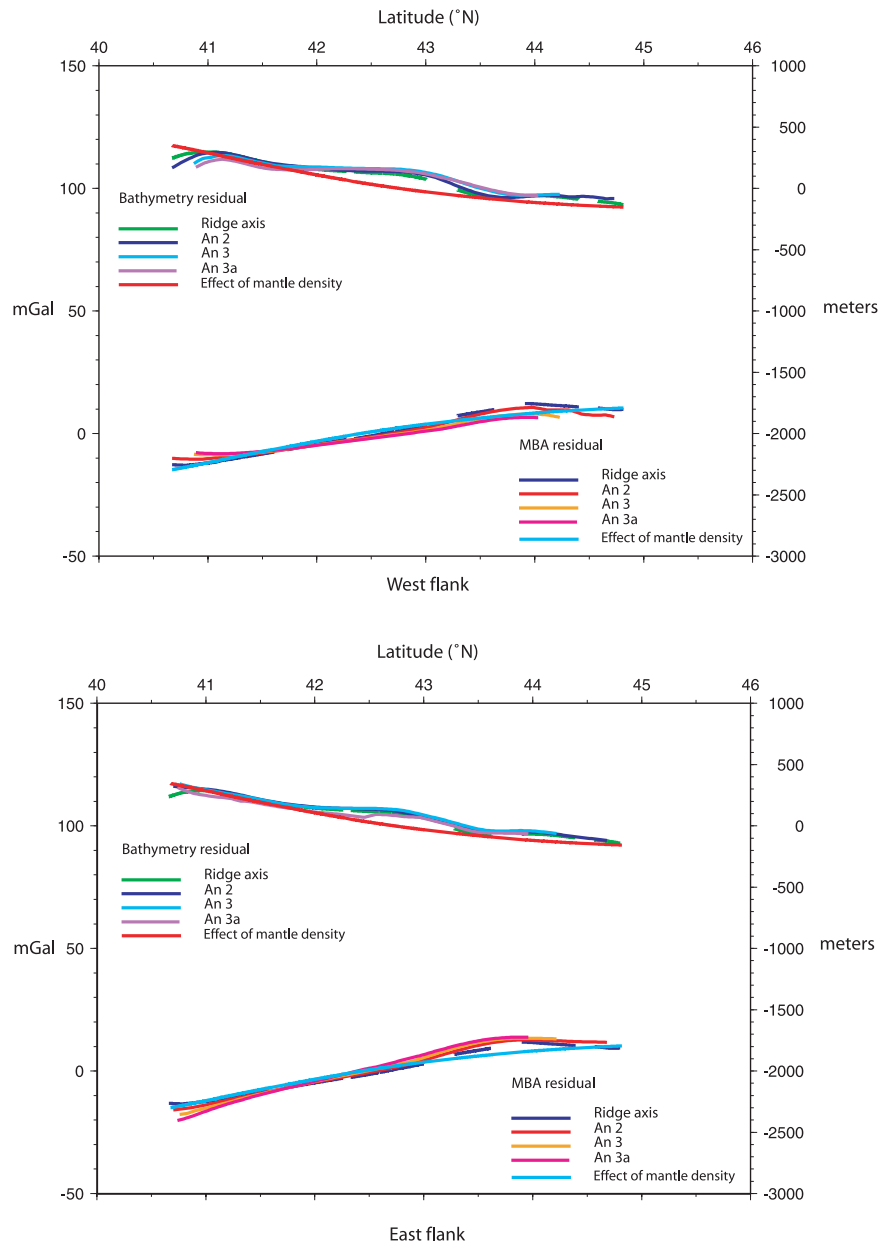 Latitude (˚N)
40 41 42 43 44 45 46
150 1000
500
100 0
Bathymetry residual
Ridge axis
An 2
An 3
An 3a
Effect of mantle density
-500
mGal 50 -1000 meters
-1500
0 -2000
MBA residual
Ridge axis
An 2
An 3
An 3a
Effect of mantle density
-2500
-50 -3000
West flank
Latitude (˚N)
40 41 42 43 44 45 46
150 1000
500
100 0
Bathymetry residual
Ridge axis
An 2
An 3
An 3a
Effect of mantle density
-500
mGal 50 -1000 meters
-1500
0 -2000
MBA residual
Ridge axis
An 2
An 3
An 3a
Effect of mantle density
-2500
-50 -3000
East flank